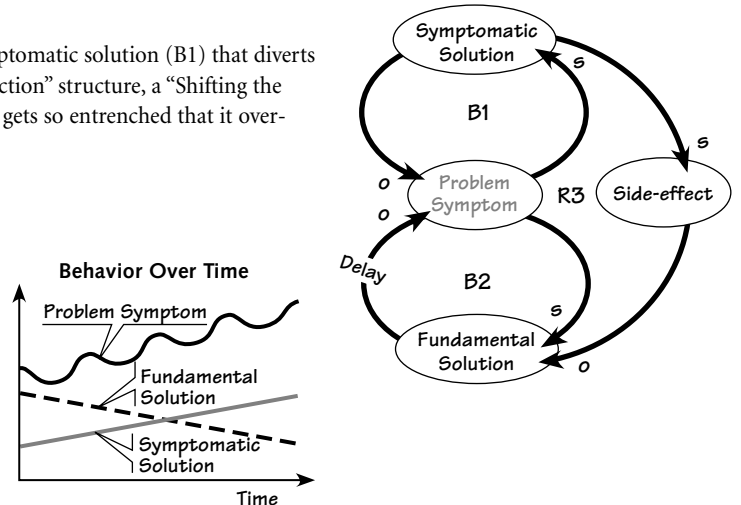 ptomatic solution (B1) that diverts
ction” structure, a “Shifting the
gets so entrenched that it over-
Symptomatic
Solution
s
B1
s
o
Problem
Symptom
R3
Side-effect
o
Delay
B2
s
Fundamental
Solution
o
Behavior Over Time
Problem Symptom
Fundamental
Solution
Symptomatic
Solution
Time